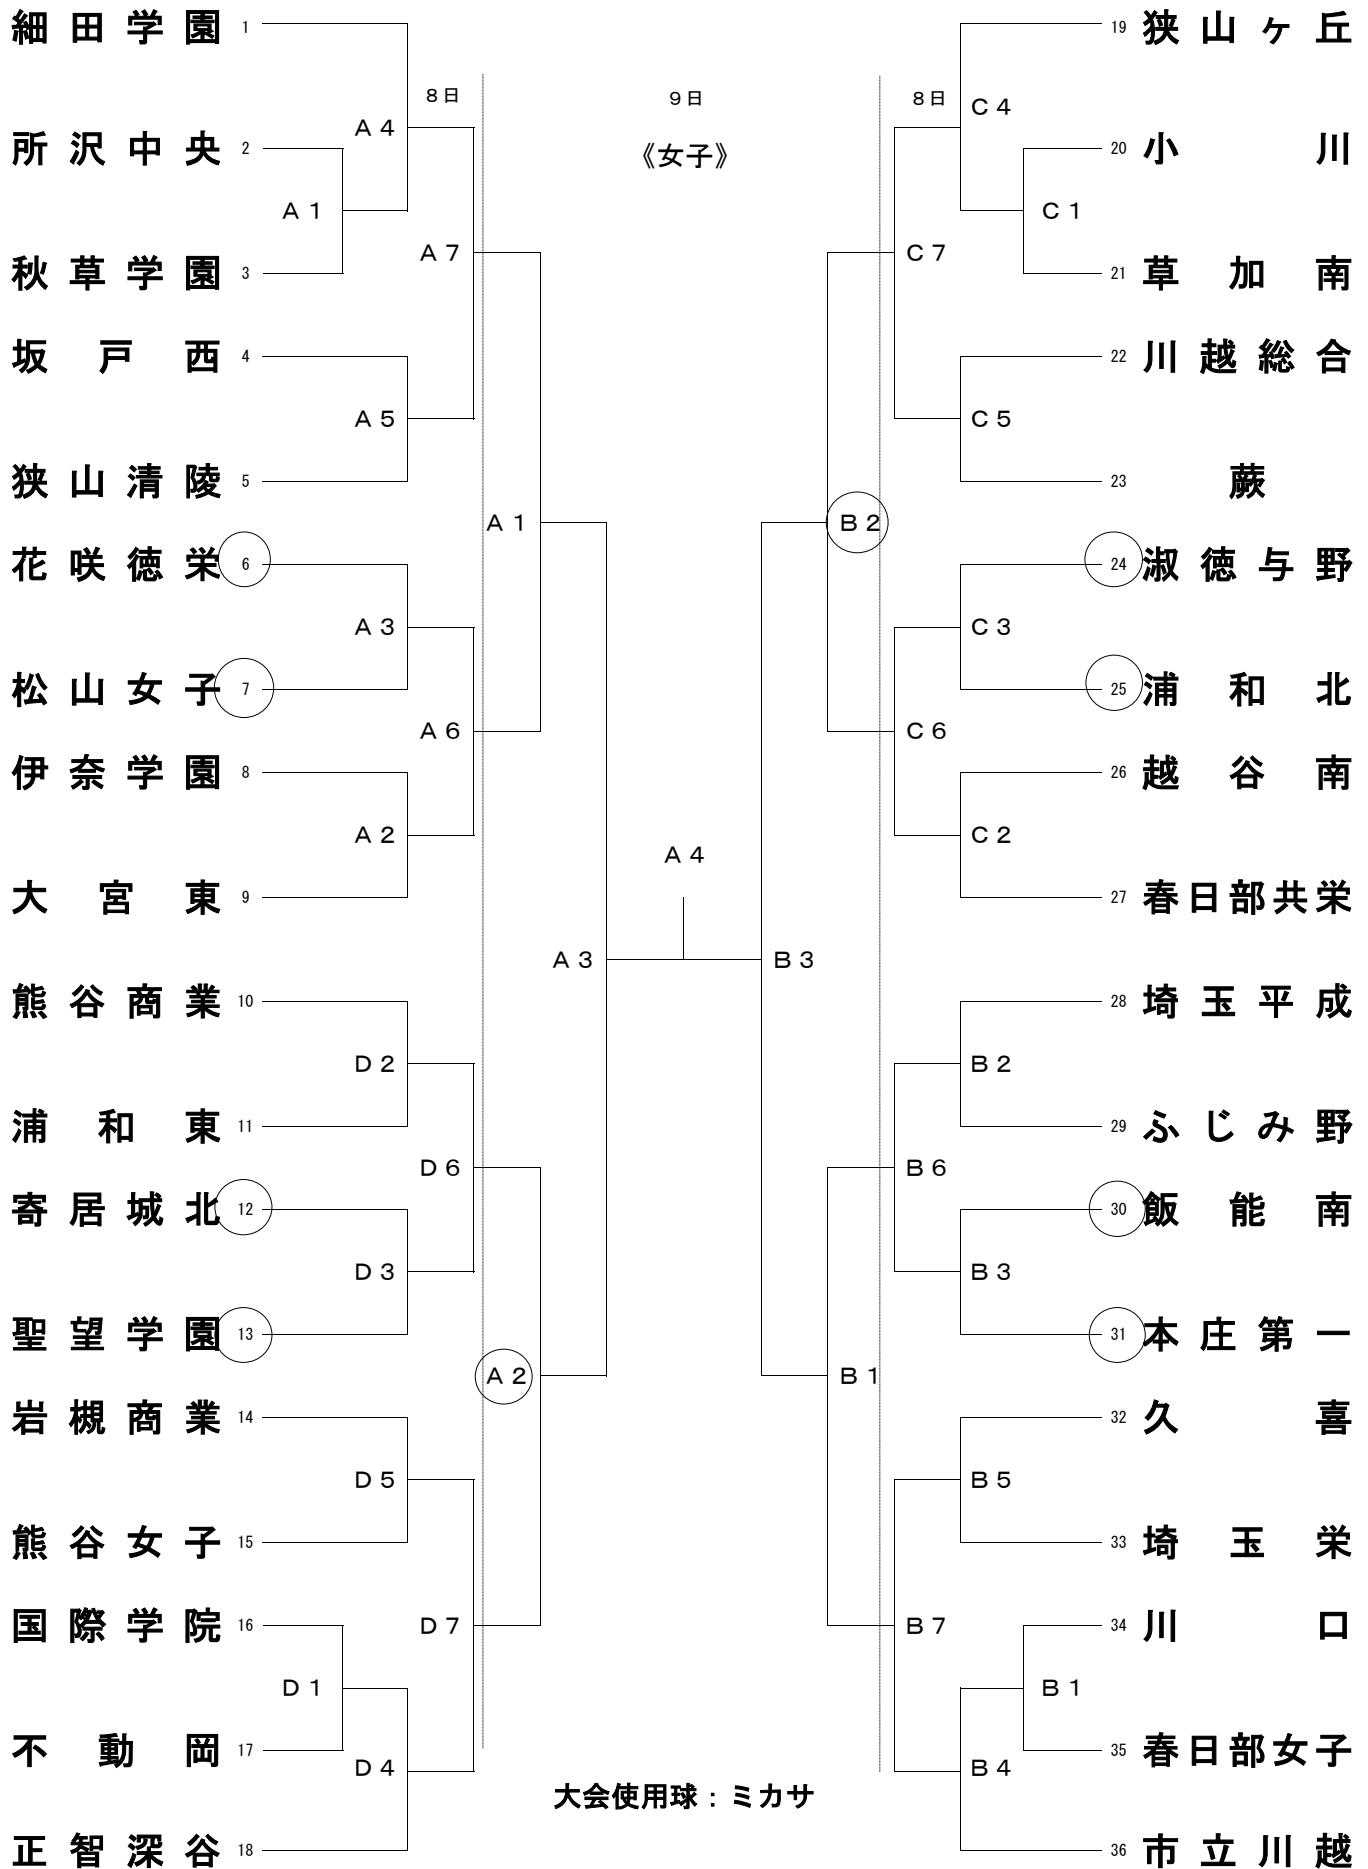 細田学園 1
19 狭山ヶ丘
8日
9日
8日
C4
A4
所沢中央 2
《女子》
20 小川
A1
C1
A7
C7
秋草学園 3
21 草加南
坂戸西 4
22 川越総合
A5
C5
狭山清陵 5
23 蕨
A1
B2
花咲徳栄 6
24 淑徳与野
A3
C3
松山女子 7
25 浦和北
A6
C6
伊奈学園 8
26 越谷南
A2
C2
A4
大宮東 9
27 春日部共栄
A3
B3
熊谷商業 10
28 埼玉平成
D2
B2
浦和東 11
29 ふじみ野
D6
B6
寄居城北 12
30 飯能南
D3
B3
聖望学園 13
31 本庄第一
A2
B1
岩槻商業 14
32 久喜
D5
B5
熊谷女子 15
33 埼玉栄
国際学院 16
D7
B7
34 川口
D1
B1
不動岡 17
35 春日部女子
D4
B4
大会使用球：ミカサ
正智深谷 18
36 市立川越